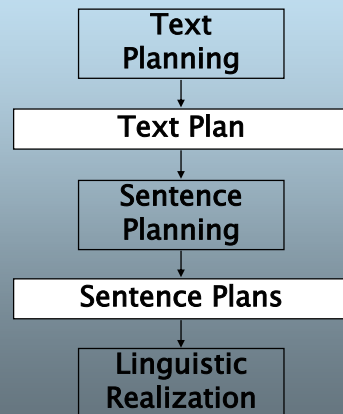 Text
Planning
Text Plan
Sentence
Planning
Sentence Plans
Linguistic
Realization